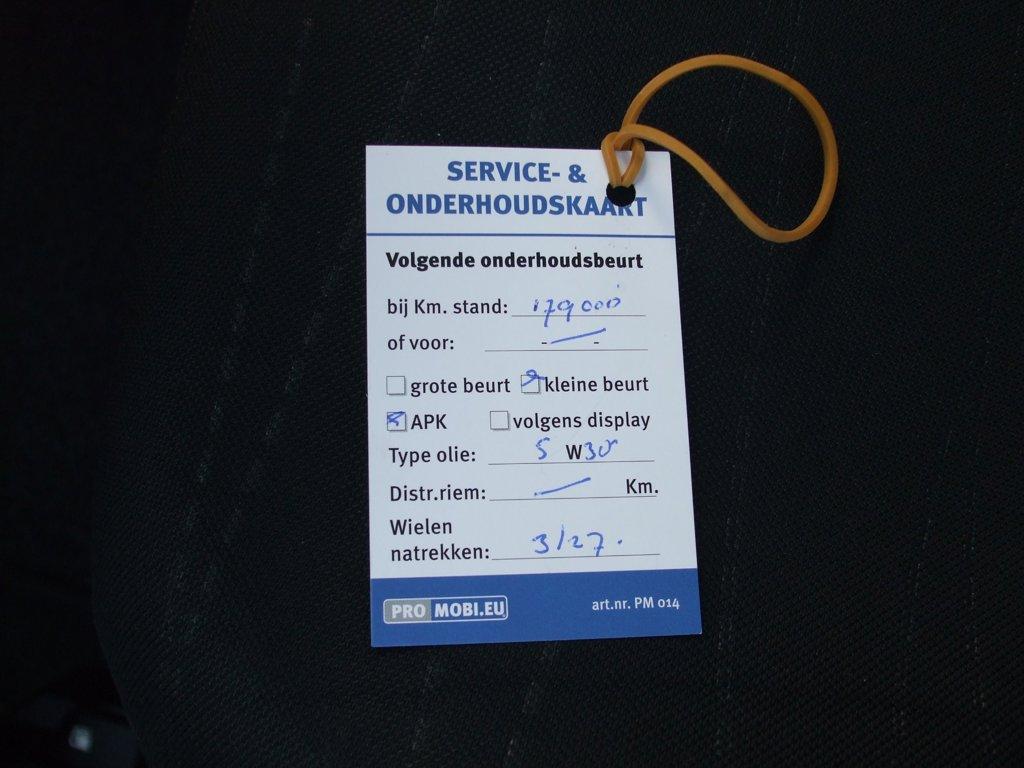 SERVICE- &
ONDERHOUDSKAART
Volgende onderhoudsbeurt
bij Km. stand: 179000
of voor: - -
grote beurt kleine beurt
APK volgens display
Type olie: 5 W30
Distr.riem: Km.
Wielen
natrekken: 3/27.
PRO MOBI.EU art.nr. PM 014